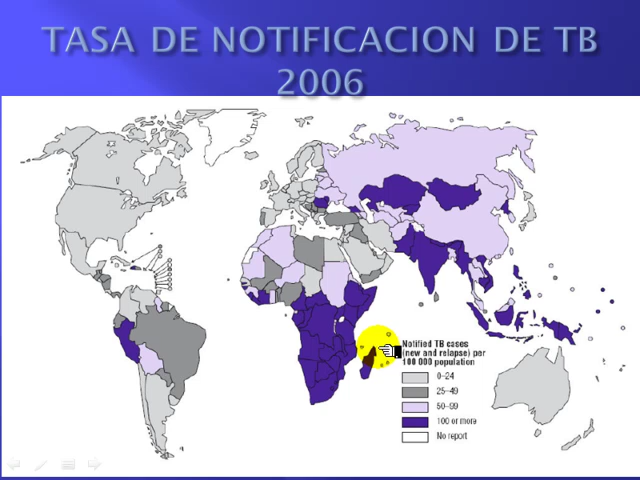 TASA DE NOTIFICACION DE TB
2006
Notified TB cases
(new and relapse) per
100 000 population
0–24
25–49
50–99
100 or more
No report